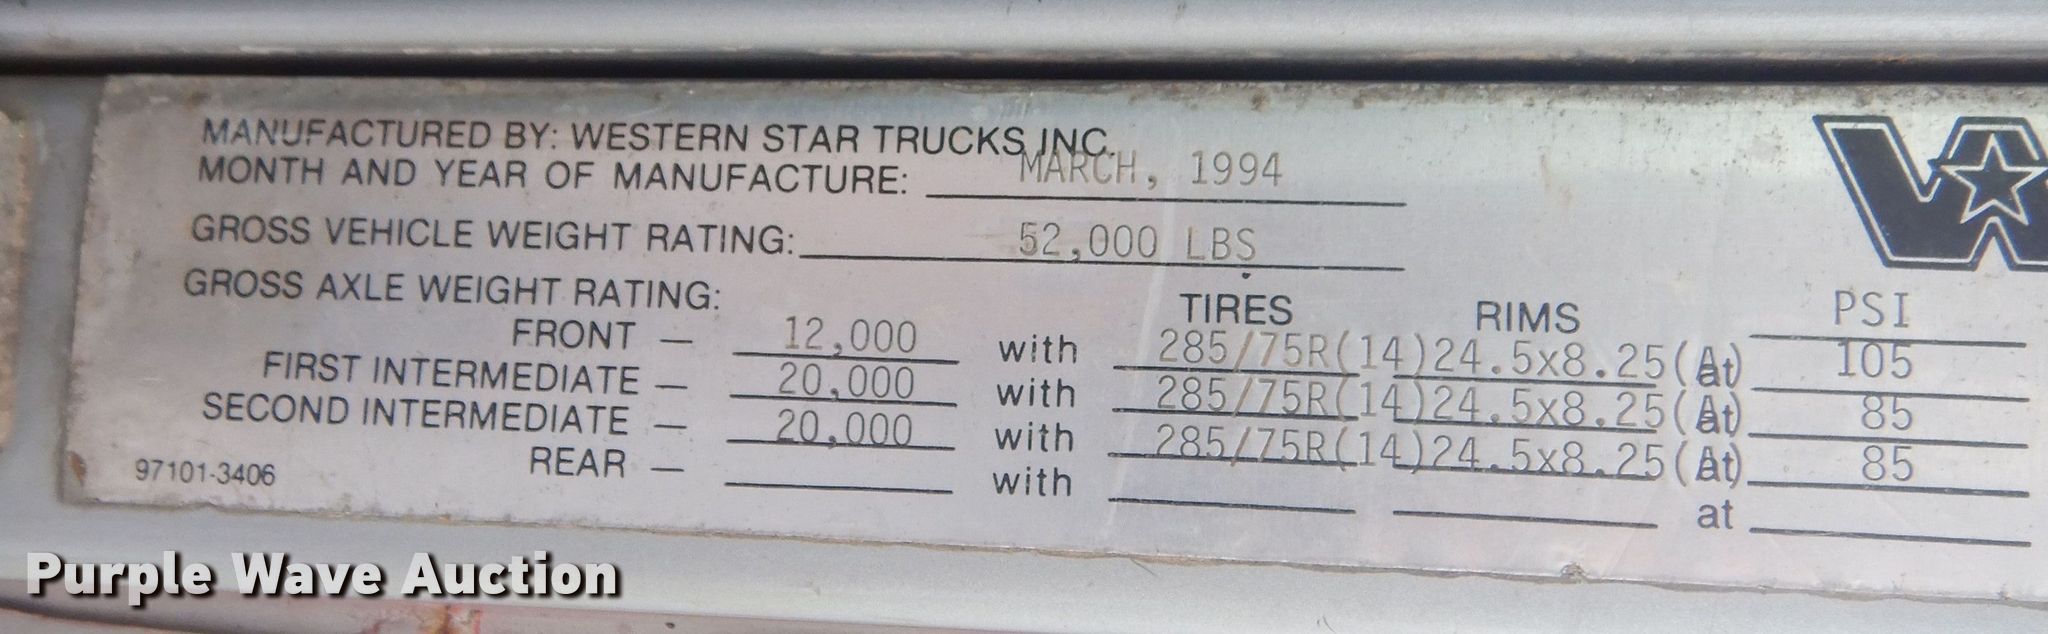 MANUFACTURED BY: WESTERN STAR TRUCKS INC.
MONTH AND YEAR OF MANUFACTURE: MARCH, 1994
GROSS VEHICLE WEIGHT RATING: 52,000 LBS
GROSS AXLE WEIGHT RATING: TIRES RIMS PSI
FRONT — 12,000 with 285/75R(14)24.5x8.25(At) 105
FIRST INTERMEDIATE — 20,000 with 285/75R(14)24.5x8.25(At) 85
SECOND INTERMEDIATE — 20,000 with 285/75R(14)24.5x8.25(At) 85
REAR — with at
97101-3406
Purple Wave Auction